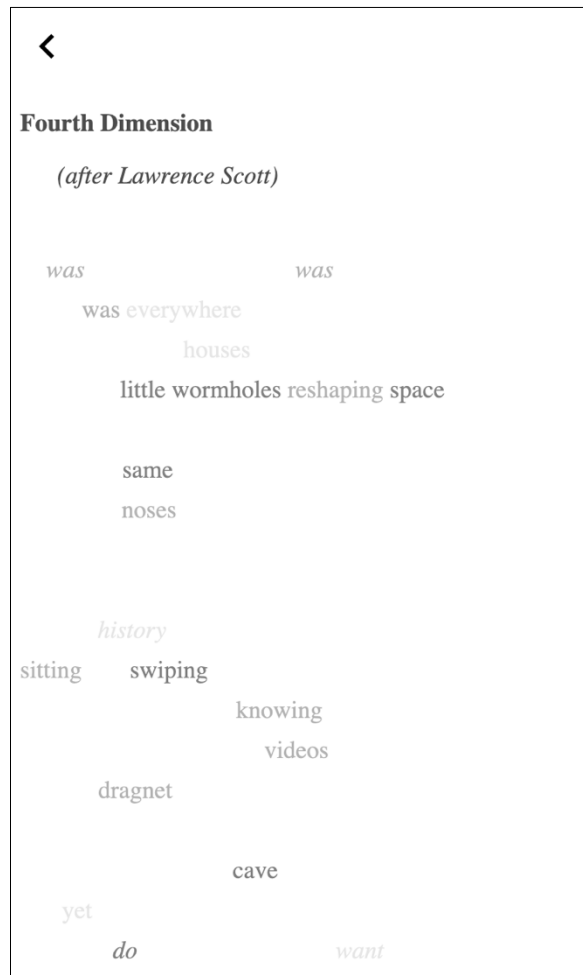 Fourth Dimension
(after Lawrence Scott)
was was
was everywhere
houses
little wormholes reshaping space
same
noses
history
sitting swiping
knowing
videos
dragnet
cave
yet
do want